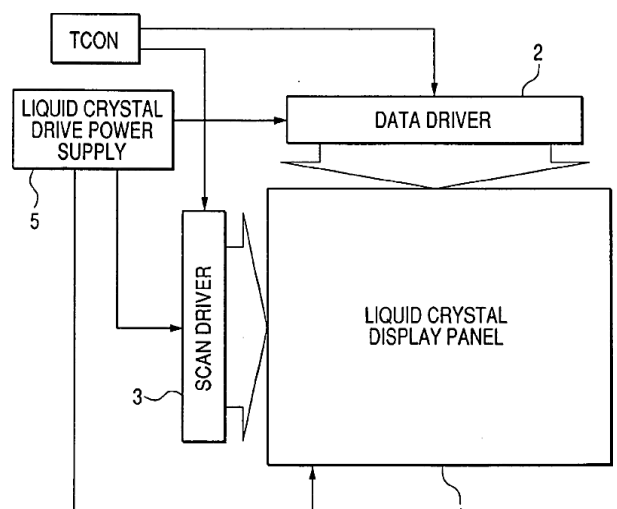 TCON
2
LIQUID CRYSTAL
DRIVE POWER
SUPPLY
DATA DRIVER
5
SCAN DRIVER
LIQUID CRYSTAL
DISPLAY PANEL
3